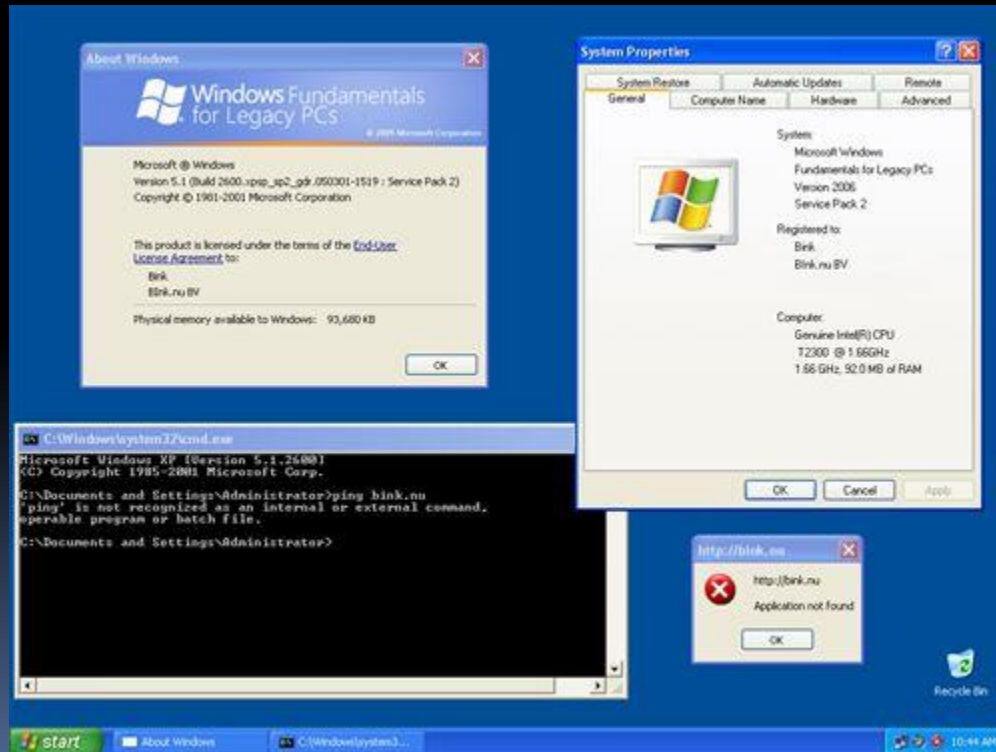 About Windows
Windows Fundamentals
for Legacy PCs
© 2005 Microsoft Corporation
Microsoft ® Windows
Version 5.1 (Build 2600.xpsp_sp2_gdr.050301-1519 : Service Pack 2)
Copyright © 1981-2001 Microsoft Corporation
This product is licensed under the terms of the End-User
License Agreement to:
Bink
BInk.nu BV
Physical memory available to Windows: 93,680 KB
OK
System Properties
System Restore Automatic Updates Remote
General Computer Name Hardware Advanced
System:
Microsoft Windows
Fundamentals for Legacy PCs
Version 2006
Service Pack 2
Registered to:
Bink
BInk.nu BV
Computer:
Genuine Intel(R) CPU
T2300 @ 1.66GHz
1.66 GHz, 92.0 MB of RAM
OK Cancel Apply
C:\Windows\system32\cmd.exe
Microsoft Windows XP [Version 5.1.2600]
(C) Copyright 1985-2001 Microsoft Corp.
C:\Documents and Settings\Administrator>ping bink.nu
'ping' is not recognized as an internal or external command,
operable program or batch file.
C:\Documents and Settings\Administrator>
http://bink.nu
http://bink.nu
Application not found
OK
Recycle Bin
start About Windows C:\Windows\system3... 10:44 AM